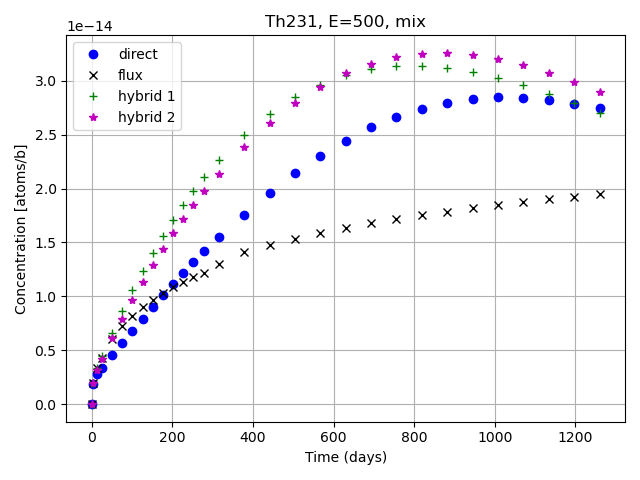 Th231, E=500, mix
1e−14
direct
flux
hybrid 1
hybrid 2
3.0
2.5
2.0
1.5
1.0
0.5
0.0
Concentration [atoms/b]
0 200 400 600 800 1000 1200
Time (days)